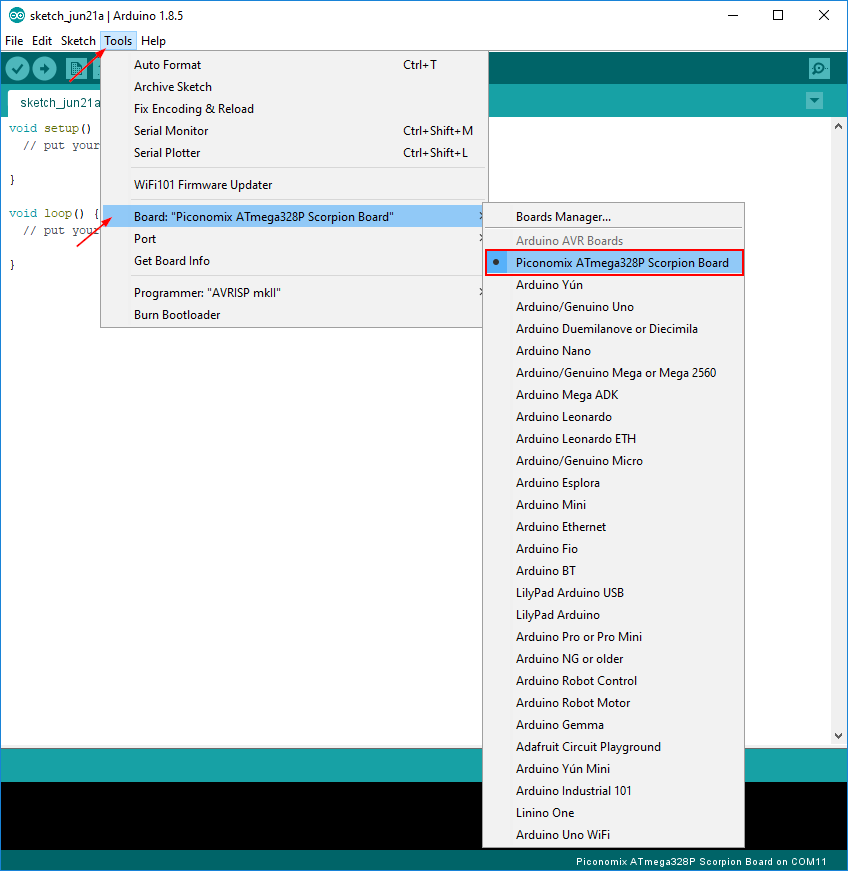 sketch_jun21a | Arduino 1.8.5
File Edit Sketch Tools Help
sketch_jun21a
void setup()
// put your
}
void loop() {
// put your
}
Auto Format Ctrl+T
Archive Sketch
Fix Encoding & Reload
Serial Monitor Ctrl+Shift+M
Serial Plotter Ctrl+Shift+L
WiFi101 Firmware Updater
Board: "Piconomix ATmega328P Scorpion Board"
Port
Get Board Info
Programmer: "AVRISP mkII"
Burn Bootloader
Boards Manager...
Arduino AVR Boards
Piconomix ATmega328P Scorpion Board
Arduino Yún
Arduino/Genuino Uno
Arduino Duemilanove or Diecimila
Arduino Nano
Arduino/Genuino Mega or Mega 2560
Arduino Mega ADK
Arduino Leonardo
Arduino Leonardo ETH
Arduino/Genuino Micro
Arduino Esplora
Arduino Mini
Arduino Ethernet
Arduino Fio
Arduino BT
LilyPad Arduino USB
LilyPad Arduino
Arduino Pro or Pro Mini
Arduino NG or older
Arduino Robot Control
Arduino Robot Motor
Arduino Gemma
Adafruit Circuit Playground
Arduino Yún Mini
Arduino Industrial 101
Linino One
Arduino Uno WiFi
Piconomix ATmega328P Scorpion Board on COM11